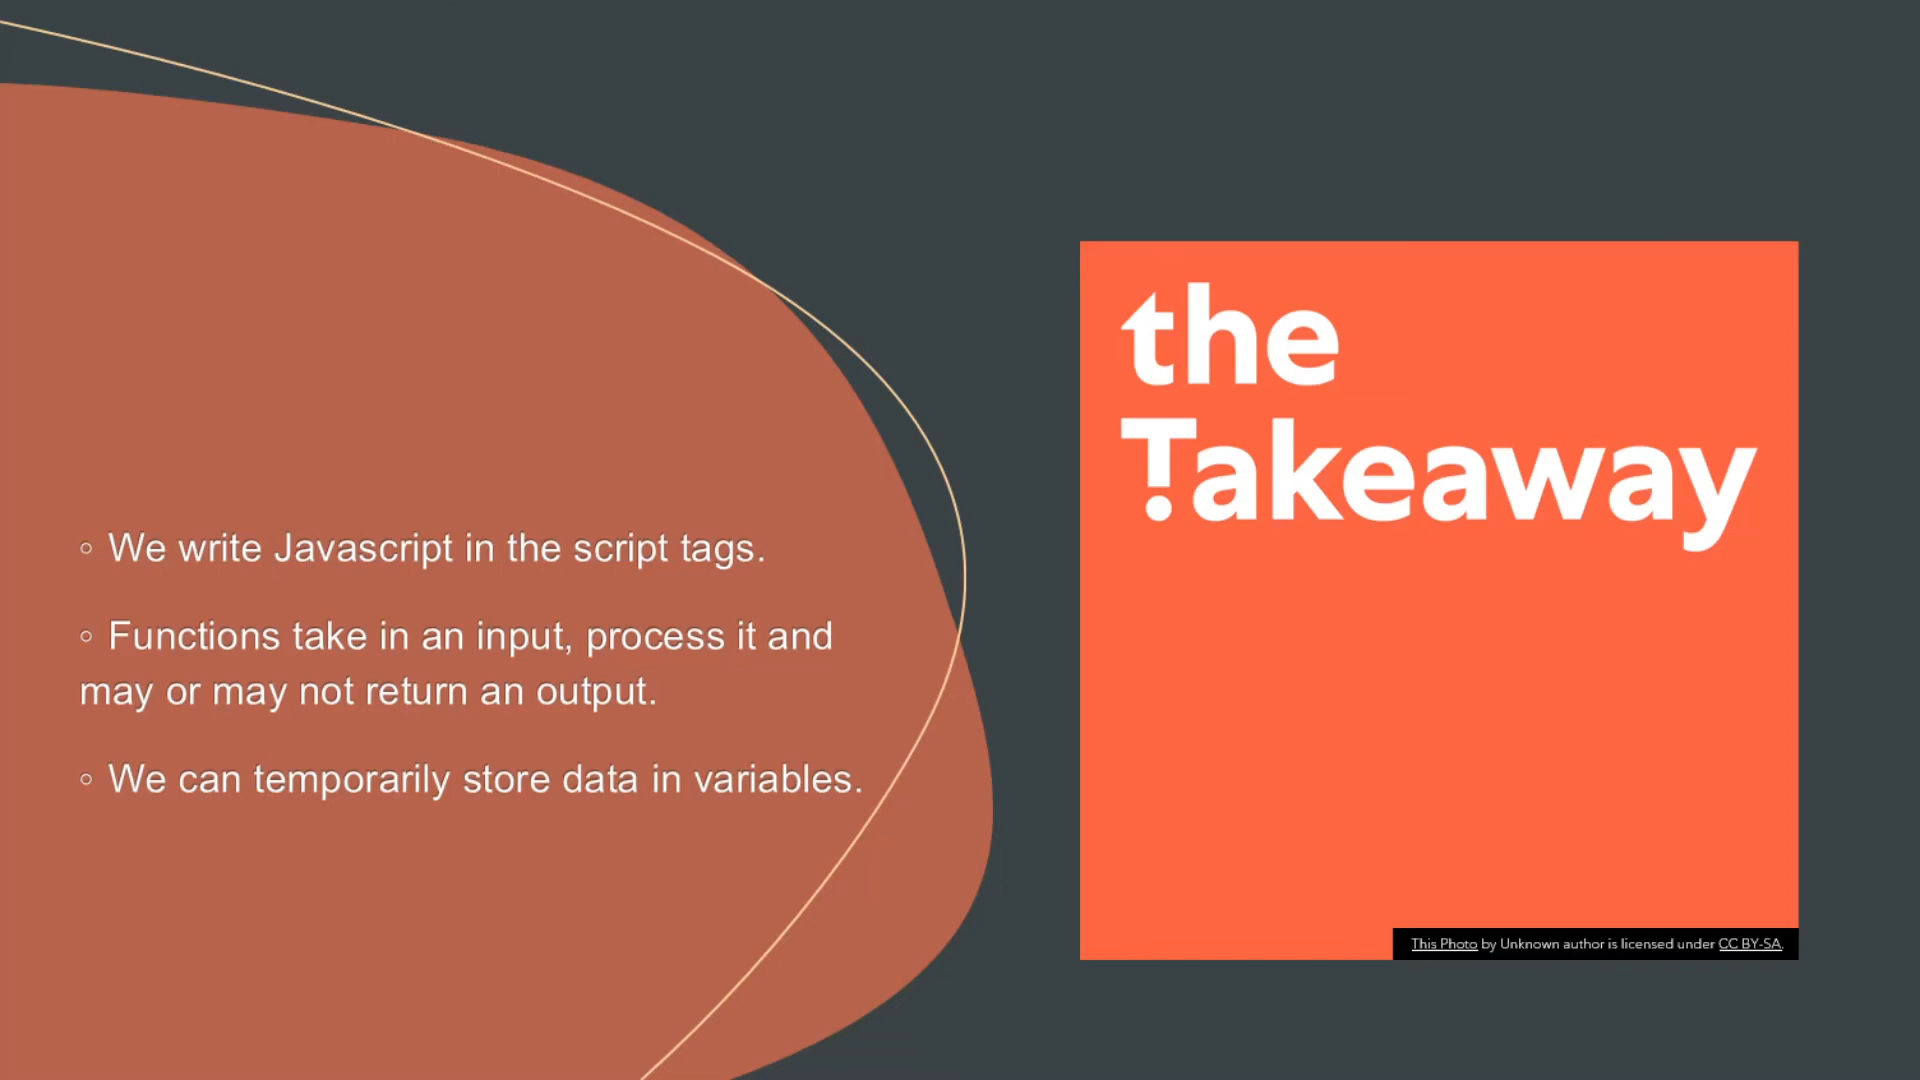 ◦ We write Javascript in the script tags.
◦ Functions take in an input, process it and
may or may not return an output.
◦ We can temporarily store data in variables.
the
Takeaway
This Photo by Unknown author is licensed under CC BY-SA.